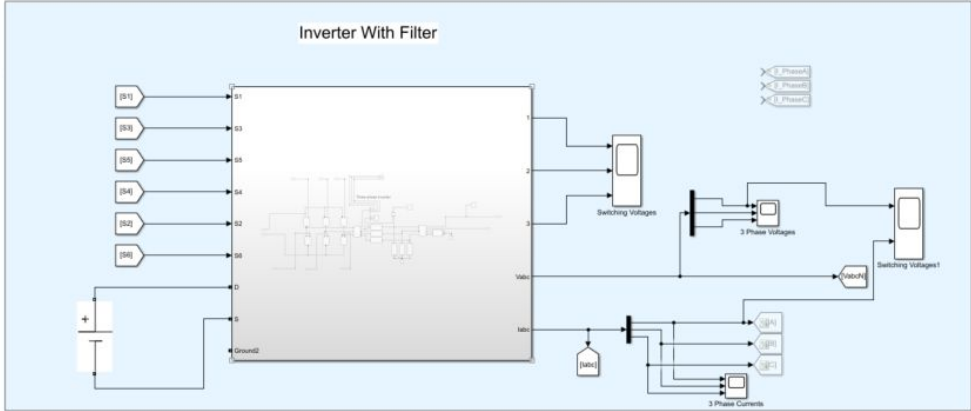 Inverter With Filter
[S1]
[S3]
[S5]
[S4]
[S2]
[S6]
S1
S3
S5
S4
S2
S6
D
S
Ground2
+
1
2
3
Vabc
Iabc
Switching Voltages
3 Phase Voltages
Switching Voltages1
[VabcN]
[Iabc]
3 Phase Currents